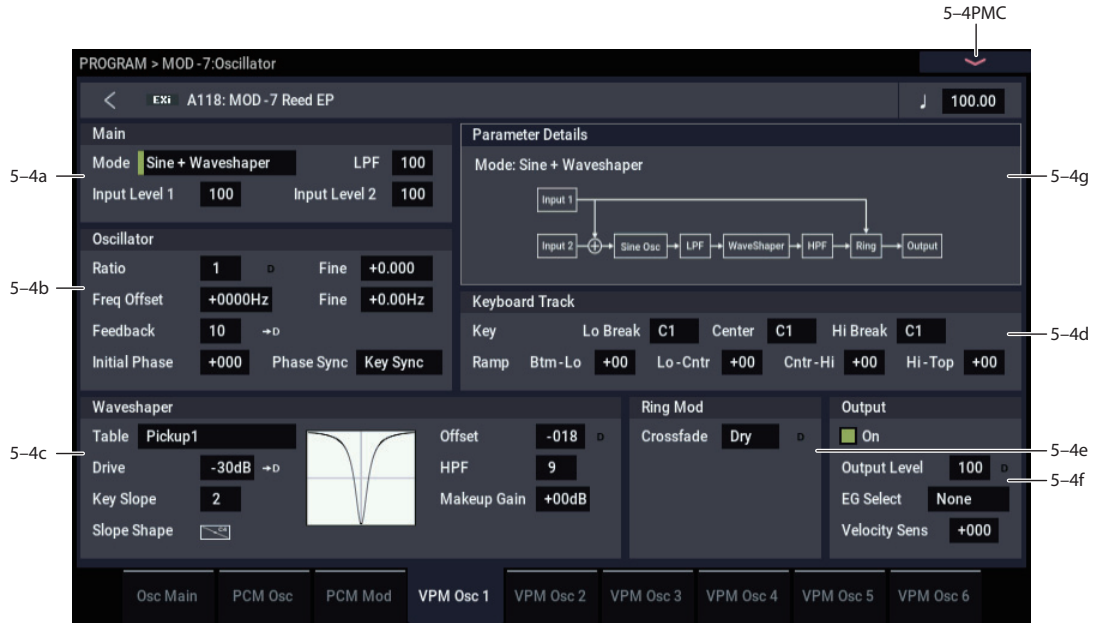 5–4PMC
PROGRAM > MOD-7:Oscillator
EXi A118: MOD-7 Reed EP
♩ 100.00
Main
Mode Sine + Waveshaper LPF 100
Input Level 1 100 Input Level 2 100
5–4a
Parameter Details
Mode: Sine + Waveshaper
Input 1
Input 2 + Sine Osc LPF WaveShaper HPF Ring Output
5–4g
Oscillator
Ratio 1 D Fine +0.000
Freq Offset +0000Hz Fine +0.00Hz
Feedback 10 →D
Initial Phase +000 Phase Sync Key Sync
5–4b
Keyboard Track
Key Lo Break C1 Center C1 Hi Break C1
Ramp Btm-Lo +00 Lo-Cntr +00 Cntr-Hi +00 Hi-Top +00
5–4d
Waveshaper
Table Pickup1 Offset -018 D
Drive -30dB →D HPF 9
Key Slope 2 Makeup Gain +00dB
Slope Shape C4
5–4c
Ring Mod
Crossfade Dry D
5–4e
Output
On
Output Level 100 D
EG Select None
Velocity Sens +000
5–4f
Osc Main PCM Osc PCM Mod VPM Osc 1 VPM Osc 2 VPM Osc 3 VPM Osc 4 VPM Osc 5 VPM Osc 6